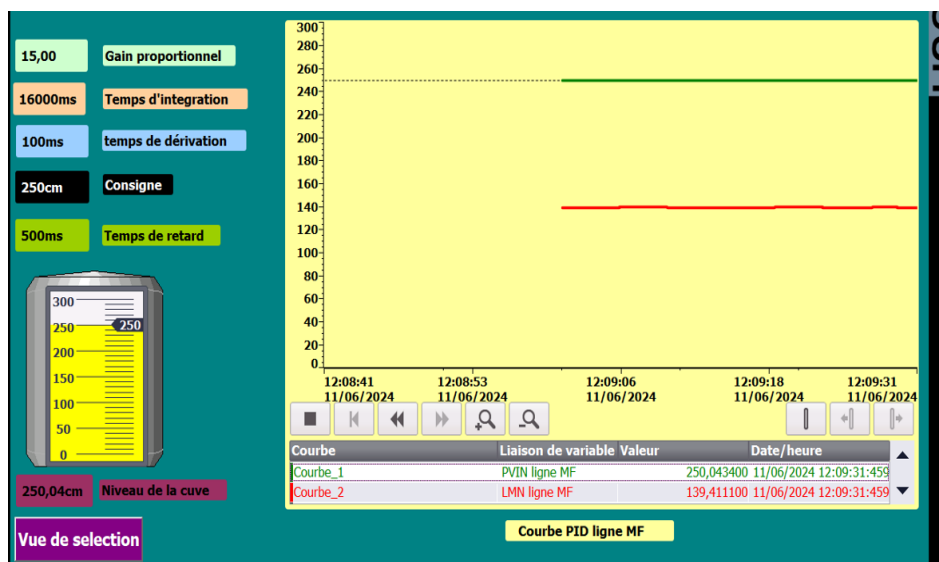 15,00 Gain proportionnel
16000ms Temps d'integration
100ms temps de dérivation
250cm Consigne
500ms Temps de retard
300
250
200
150
100
50
0
250
250,04cm Niveau de la cuve
Vue de selection
300
280
260
240
220
200
180
160
140
120
100
80
60
40
20
0
12:08:41 12:08:53 12:09:06 12:09:18 12:09:31
11/06/2024 11/06/2024 11/06/2024 11/06/2024 11/06/2024
Courbe Liaison de variable Valeur Date/heure
Courbe_1 PVIN ligne MF 250,043400 11/06/2024 12:09:31:459
Courbe_2 LMN ligne MF 139,411100 11/06/2024 12:09:31:459
Courbe PID ligne MF